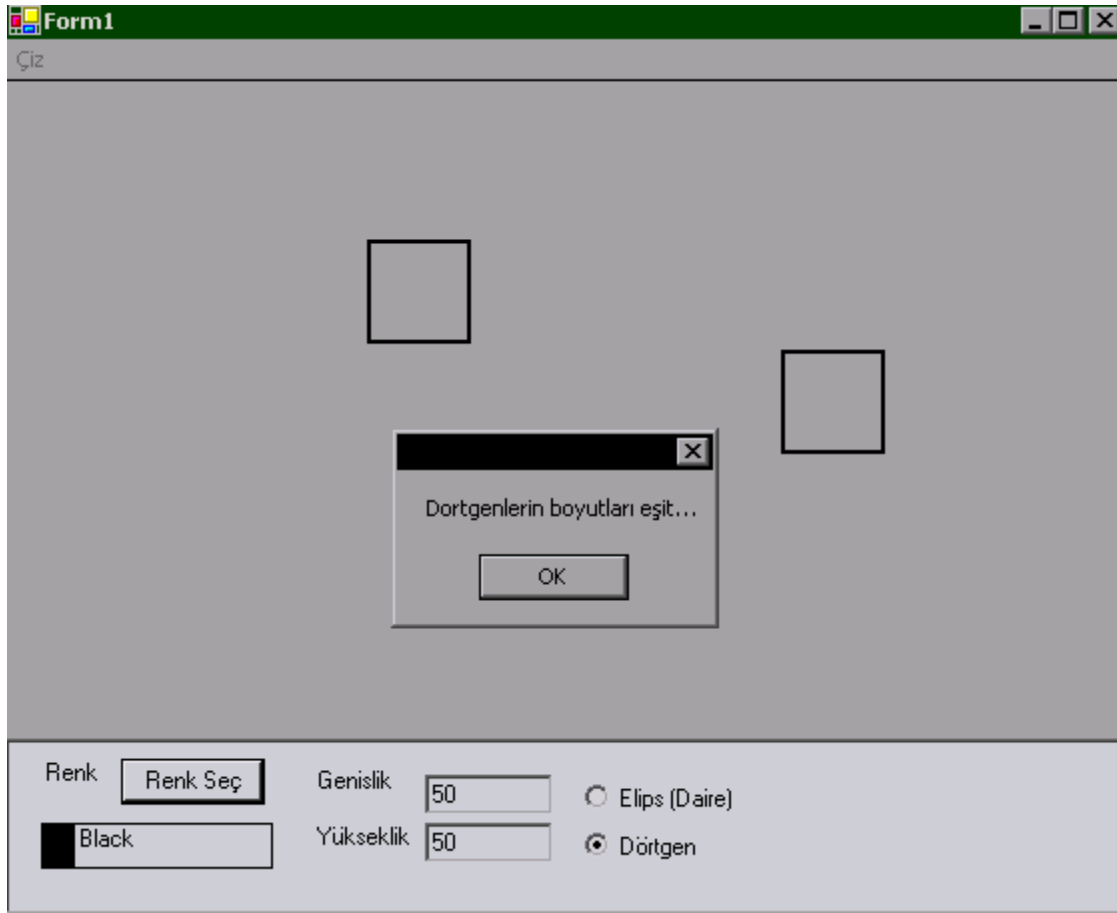 Form1
Çiz
Dortgenlerin boyutları eşit...
OK
Renk
Renk Seç
Black
Genislik
50
Yükseklik
50
Elips (Daire)
Dörtgen